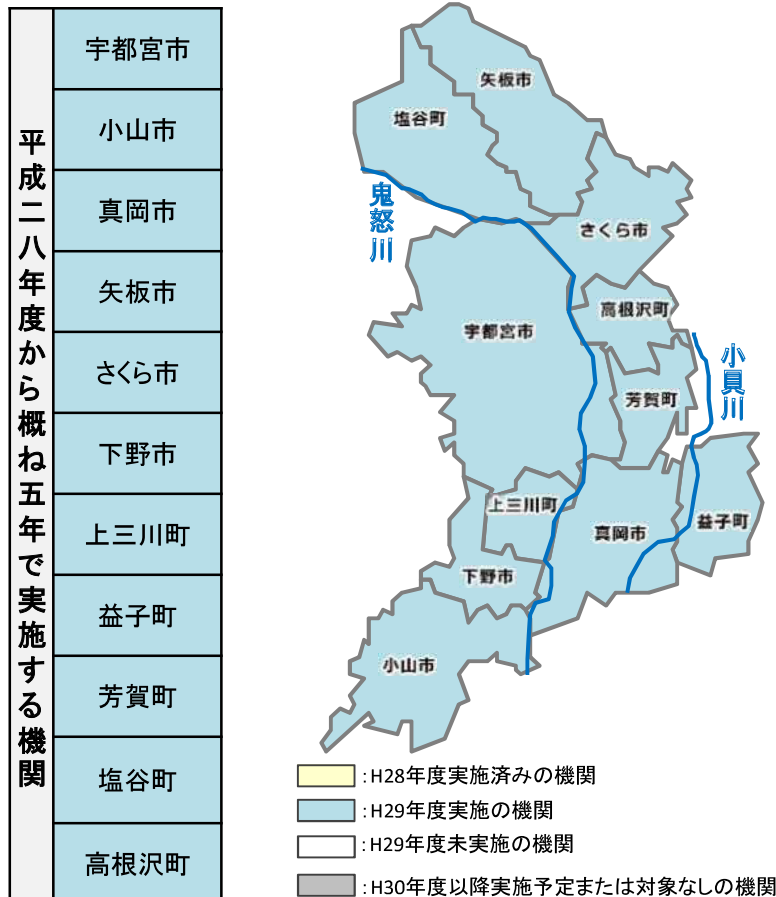 平成二八年度から概ね五年で実施する機関
宇都宮市
小山市
真岡市
矢板市
さくら市
下野市
上三川町
益子町
芳賀町
塩谷町
高根沢町
矢板市
塩谷町
鬼怒川
さくら市
高根沢町
宇都宮市
小貝川
芳賀町
上三川町
真岡市
益子町
下野市
小山市
:H28年度実施済みの機関
:H29年度実施の機関
:H29年度未実施の機関
:H30年度以降実施予定または対象なしの機関